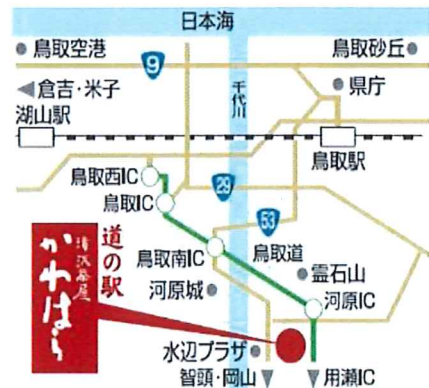 日本海
鳥取空港
鳥取砂丘
9
倉吉・米子
千代川
県庁
湖山駅
鳥取駅
鳥取西IC
鳥取IC
29
53
鳥取南IC
鳥取道
霊石山
河原城
河原IC
道の駅
清流茶屋
かわはら
水辺プラザ
智頭・岡山
用瀬IC